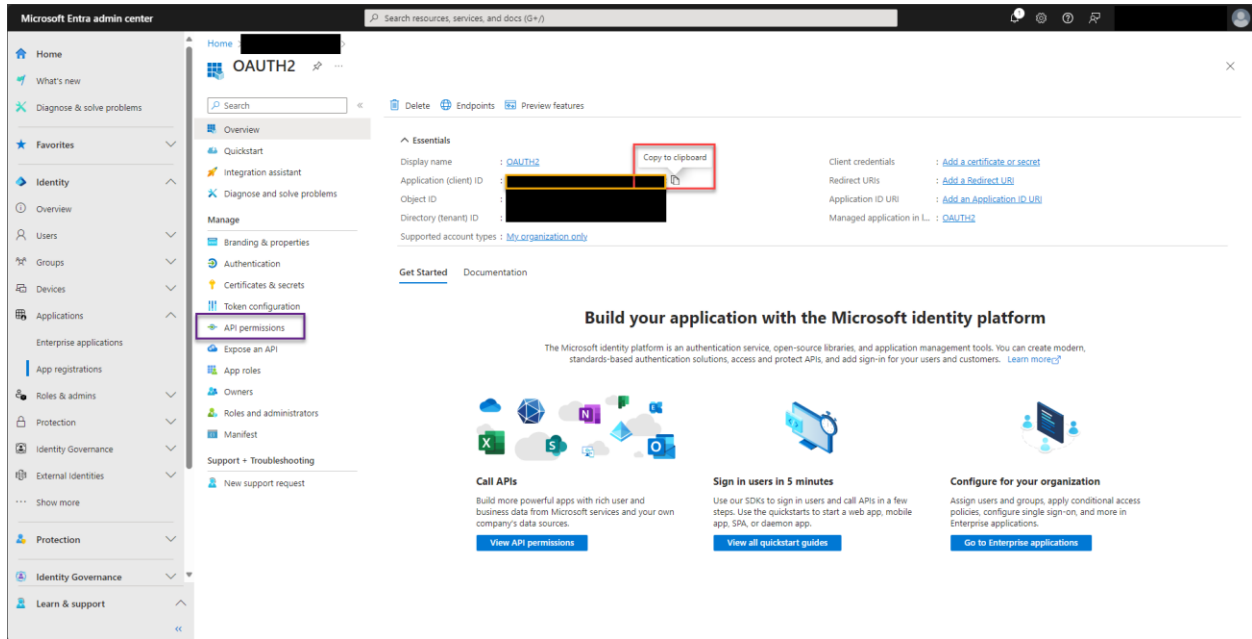 Microsoft Entra admin center
Search resources, services, and docs (G+/)
1
Home
What's new
Diagnose & solve problems
Favorites
Identity
Overview
Users
Groups
Devices
Applications
Enterprise applications
App registrations
Roles & admins
Protection
Identity Governance
External Identities
Show more
Protection
Identity Governance
Learn & support
Home
OAUTH2
Search
Overview
Quickstart
Integration assistant
Diagnose and solve problems
Manage
Branding & properties
Authentication
Certificates & secrets
Token configuration
API permissions
Expose an API
App roles
Owners
Roles and administrators
Manifest
Support + Troubleshooting
New support request
Delete Endpoints Preview features
Essentials
Copy to clipboard
Display name : OAUTH2
Application (client) ID :
Object ID :
Directory (tenant) ID :
Supported account types : My organization only
Client credentials : Add a certificate or secret
Redirect URIs : Add a Redirect URI
Application ID URI : Add an Application ID URI
Managed application in l... : OAUTH2
Get Started Documentation
Build your application with the Microsoft identity platform
The Microsoft identity platform is an authentication service, open-source libraries, and application management tools. You can create modern,
standards-based authentication solutions, access and protect APIs, and add sign-in for your users and customers. Learn more
Call APIs
Build more powerful apps with rich user and
business data from Microsoft services and your own
company's data sources.
View API permissions
Sign in users in 5 minutes
Use our SDKs to sign in users and call APIs in a few
steps. Use the quickstarts to start a web app, mobile
app, SPA, or daemon app.
View all quickstart guides
Configure for your organization
Assign users and groups, apply conditional access
policies, configure single sign-on, and more in
Enterprise applications.
Go to Enterprise applications